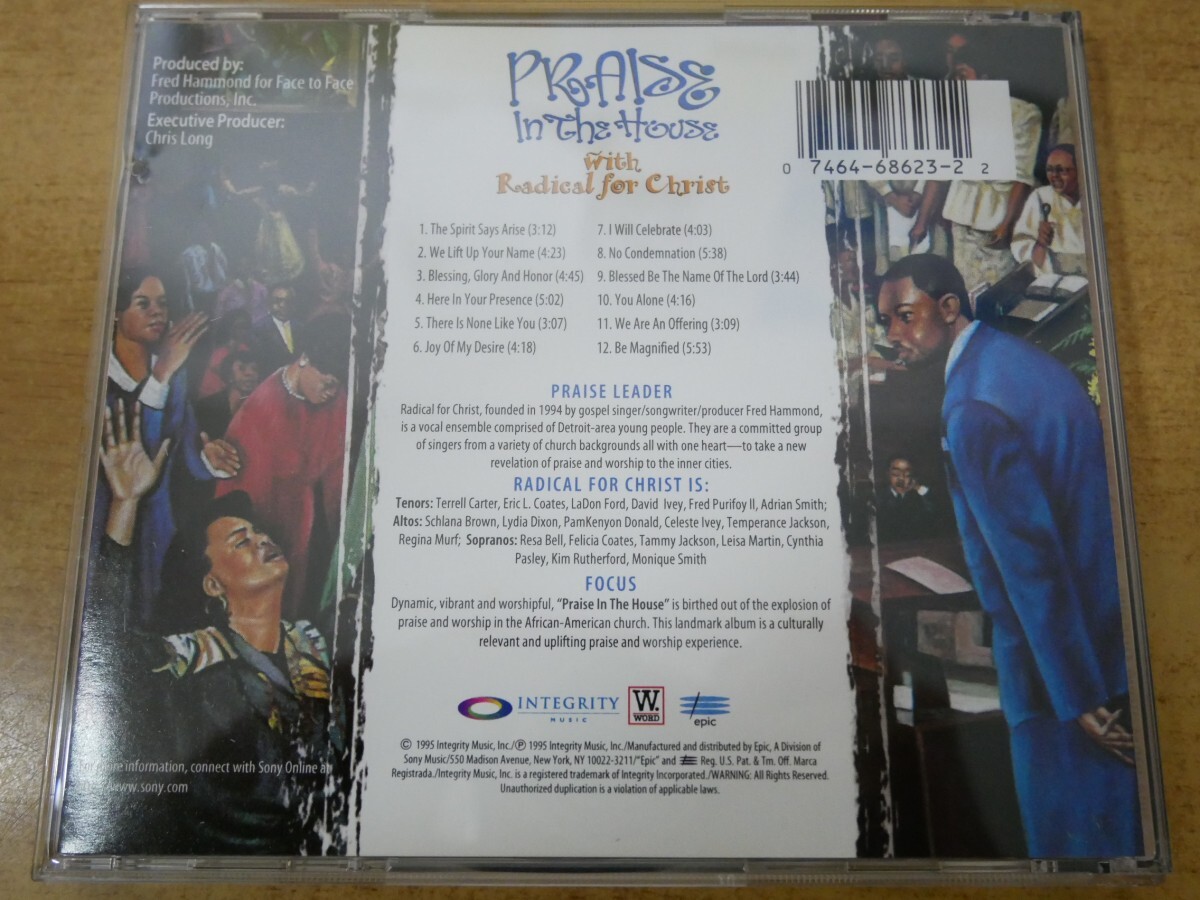 Produced by:
Fred Hammond for Face to Face
Productions, Inc.
Executive Producer:
Chris Long
PRAISE
In The House
with
Radical for Christ
0 7464-68623-2 2
1. The Spirit Says Arise (3:12)
2. We Lift Up Your Name (4:23)
3. Blessing, Glory And Honor (4:45)
4. Here In Your Presence (5:02)
5. There Is None Like You (3:07)
6. Joy Of My Desire (4:18)
7. I Will Celebrate (4:03)
8. No Condemnation (5:38)
9. Blessed Be The Name Of The Lord (3:44)
10. You Alone (4:16)
11. We Are An Offering (3:09)
12. Be Magnified (5:53)
PRAISE LEADER
Radical for Christ, founded in 1994 by gospel singer/songwriter/producer Fred Hammond,
is a vocal ensemble comprised of Detroit-area young people. They are a committed group
of singers from a variety of church backgrounds all with one heart—to take a new
revelation of praise and worship to the inner cities.
RADICAL FOR CHRIST IS:
Tenors: Terrell Carter, Eric L. Coates, LaDon Ford, David Ivey, Fred Purifoy II, Adrian Smith;
Altos: Schlana Brown, Lydia Dixon, PamKenyon Donald, Celeste Ivey, Temperance Jackson,
Regina Murf; Sopranos: Resa Bell, Felicia Coates, Tammy Jackson, Leisa Martin, Cynthia
Pasley, Kim Rutherford, Monique Smith
FOCUS
Dynamic, vibrant and worshipful, “Praise In The House” is birthed out of the explosion of
praise and worship in the African-American church. This landmark album is a culturally
relevant and uplifting praise and worship experience.
INTEGRITY
MUSIC
W.
WORD
epic
© 1995 Integrity Music, Inc./℗ 1995 Integrity Music, Inc./Manufactured and distributed by Epic, A Division of
Sony Music/550 Madison Avenue, New York, NY 10022-3211/"Epic" and Reg. U.S. Pat. & Tm. Off. Marca
Registrada./Integrity Music, Inc. is a registered trademark of Integrity Incorporated./WARNING: All Rights Reserved.
Unauthorized duplication is a violation of applicable laws.
information, connect with Sony Online at
www.sony.com